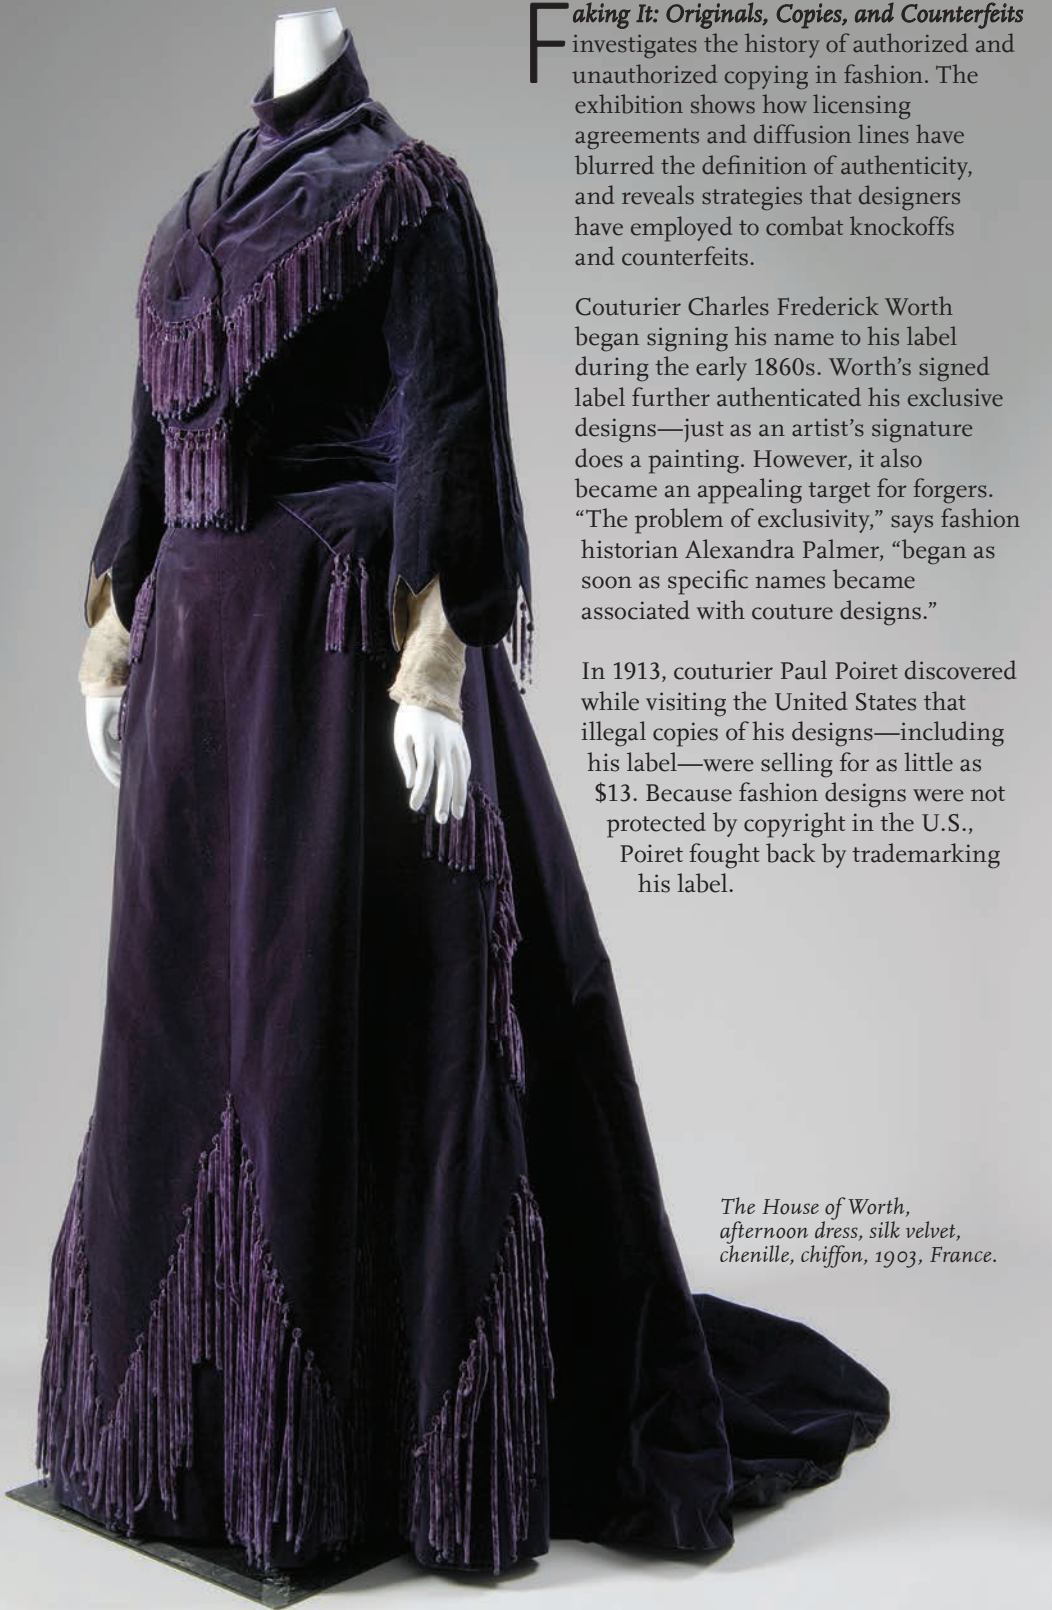 Faking It: Originals, Copies, and Counterfeits
investigates the history of authorized and
unauthorized copying in fashion. The
exhibition shows how licensing
agreements and diffusion lines have
blurred the definition of authenticity,
and reveals strategies that designers
have employed to combat knockoffs
and counterfeits.
Couturier Charles Frederick Worth
began signing his name to his label
during the early 1860s. Worth’s signed
label further authenticated his exclusive
designs—just as an artist’s signature
does a painting. However, it also
became an appealing target for forgers.
“The problem of exclusivity,” says fashion
historian Alexandra Palmer, “began as
soon as specific names became
associated with couture designs.”
In 1913, couturier Paul Poiret discovered
while visiting the United States that
illegal copies of his designs—including
his label—were selling for as little as
$13. Because fashion designs were not
protected by copyright in the U.S.,
Poiret fought back by trademarking
his label.
The House of Worth,
afternoon dress, silk velvet,
chenille, chiffon, 1903, France.